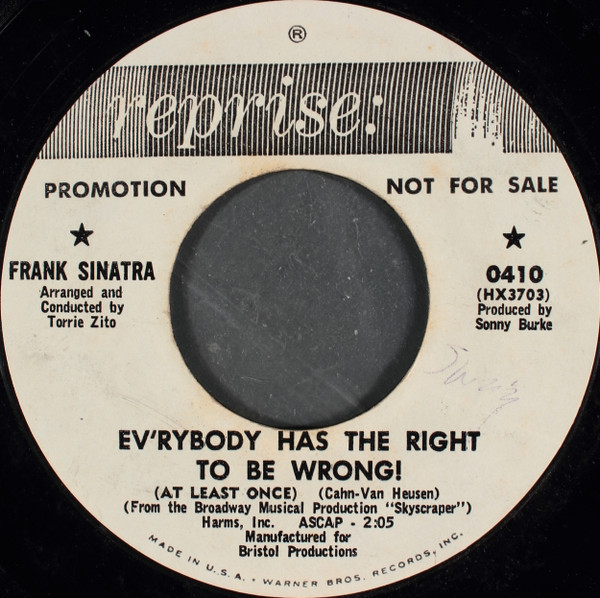 ®
reprise:
PROMOTION
NOT FOR SALE
★
FRANK SINATRA
Arranged and
Conducted by
Torrie Zito
★
0410
(HX3703)
Produced by
Sonny Burke
EV'RYBODY HAS THE RIGHT
TO BE WRONG!
(AT LEAST ONCE) (Cahn-Van Heusen)
(From the Broadway Musical Production "Skyscraper")
Harms, Inc. ASCAP - 2:05
Manufactured for
Bristol Productions
MADE IN U.S.A. • WARNER BROS. RECORDS, INC.